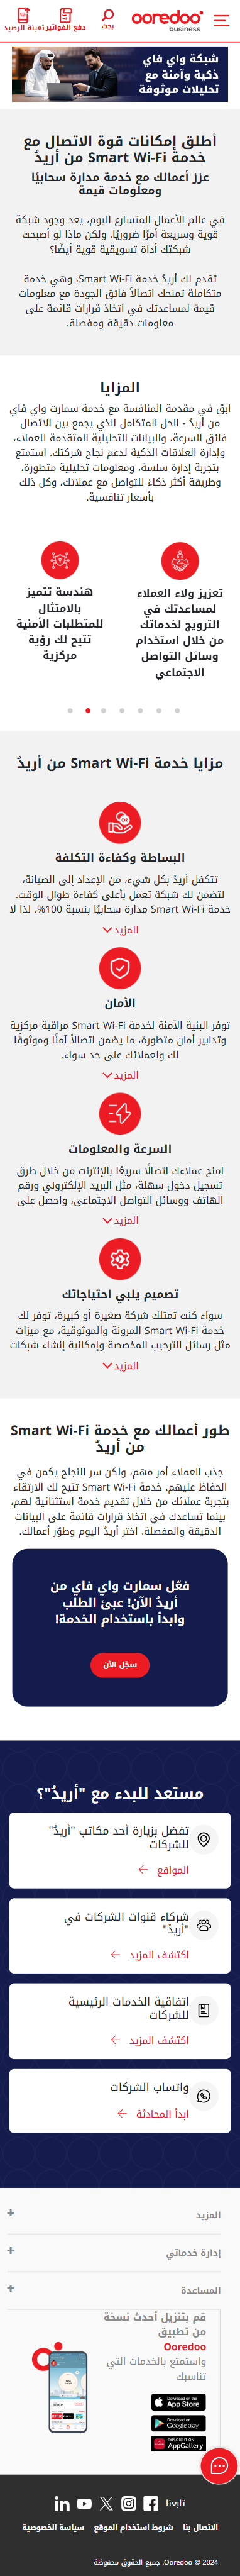 ooredoo
business
بحث
دفع الفواتير
تعبئة الرصيد
شبكة واي فاي
ذكية وآمنة مع
تحليلات موثوقة
أطلق إمكانات قوة الاتصال مع
خدمة Smart Wi-Fi من أريدُ
عزز أعمالك مع خدمة مدارة سحابيًا
ومعلومات قيمة
في عالم الأعمال المتسارع اليوم، يعد وجود شبكة
قوية وسريعة أمرًا ضروريًا. ولكن ماذا لو أصبحت
شبكتك أداة تسويقية قوية أيضًا؟
تقدم لك أريدُ خدمة Smart Wi-Fi، وهي خدمة
متكاملة تمنحك اتصالاً فائق الجودة مع معلومات
قيمة لمساعدتك في اتخاذ قرارات قائمة على
معلومات دقيقة ومفصلة.
المزايا
ابق في مقدمة المنافسة مع خدمة سمارت واي فاي
من أريدُ - الحل المتكامل الذي يجمع بين الاتصال
فائق السرعة، والبيانات التحليلية المتقدمة للعملاء،
وإدارة العلاقات الذكية لدعم نجاح شركتك. استمتع
بتجربة إدارة سلسة، ومعلومات تحليلية متطورة،
وطريقة أكثر ذكاءً للتواصل مع عملائك، وكل ذلك
بأسعار تنافسية.
تعزيز ولاء العملاء
لمساعدتك في
الترويج لخدماتك
من خلال استخدام
وسائل التواصل
الاجتماعي
هندسة تتميز
بالامتثال
للمتطلبات الأمنية
تتيح لك رؤية
مركزية
مزايا خدمة Smart Wi-Fi من أريدُ
البساطة وكفاءة التكلفة
تتكفل أريدُ بكل شيء، من الإعداد إلى الصيانة،
لتضمن لك شبكة تعمل بأعلى كفاءة طوال الوقت.
خدمة Smart Wi-Fi مدارة سحابيًا بنسبة 100%، لذا لا
المزيد
الأمان
توفر البنية الآمنة لخدمة Smart Wi-Fi مراقبة مركزية
وتدابير أمان متطورة، ما يضمن اتصالاً آمنًا وموثوقًا
لك ولعملائك على حد سواء.
المزيد
السرعة والمعلومات
امنح عملاءك اتصالًا سريعًا بالإنترنت من خلال طرق
تسجيل دخول سهلة، مثل البريد الإلكتروني ورقم
الهاتف ووسائل التواصل الاجتماعي، واحصل على
المزيد
تصميم يلبي احتياجاتك
سواء كنت تمتلك شركة صغيرة أو كبيرة، توفر لك
خدمة Smart Wi-Fi المرونة والموثوقية، مع ميزات
مثل رسائل الترحيب المخصصة وإمكانية إنشاء شبكات
المزيد
طور أعمالك مع خدمة Smart Wi-Fi
من أريدُ
جذب العملاء أمر مهم، ولكن سر النجاح يكمن في
الحفاظ عليهم. خدمة Smart Wi-Fi تتيح لك الارتقاء
بتجربة عملائك من خلال تقديم خدمة استثنائية لهم،
بينما تساعدك في اتخاذ قرارات قائمة على البيانات
الدقيقة والمفصلة. اختر أريدُ اليوم وطوّر أعمالك.
فعّل سمارت واي فاي من
أريدُ الآن! عبئ الطلب
وابدأ باستخدام الخدمة!
سجّل الآن
مستعد للبدء مع "أريدُ"؟
تفضل بزيارة أحد مكاتب "أريدُ"
للشركات
المواقع
شركاء قنوات الشركات في
"أريدُ"
اكتشف المزيد
اتفاقية الخدمات الرئيسية
للشركات
اكتشف المزيد
واتساب الشركات
ابدأ المحادثة
المزيد
إدارة خدماتي
المساعدة
قم بتنزيل أحدث نسخة
من تطبيق
Ooredoo
واستمتع بالخدمات التي
تناسبك
Download on the
App Store
Google play
EXPLORE IT ON
AppGallery
تابعنا
الاتصال بنا
شروط استخدام الموقع
سياسة الخصوصية
© 2024 Ooredoo. جميع الحقوق محفوظة